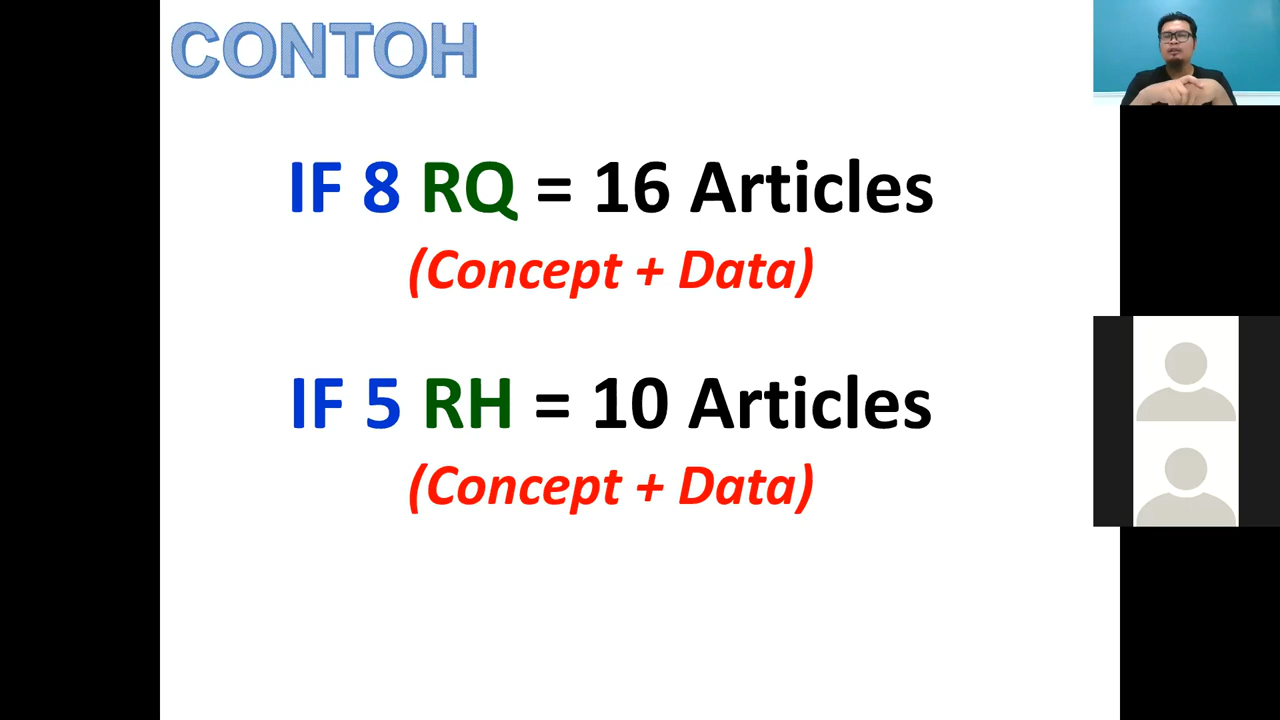 CONTOH
IF 8 RQ = 16 Articles
(Concept + Data)
IF 5 RH = 10 Articles
(Concept + Data)